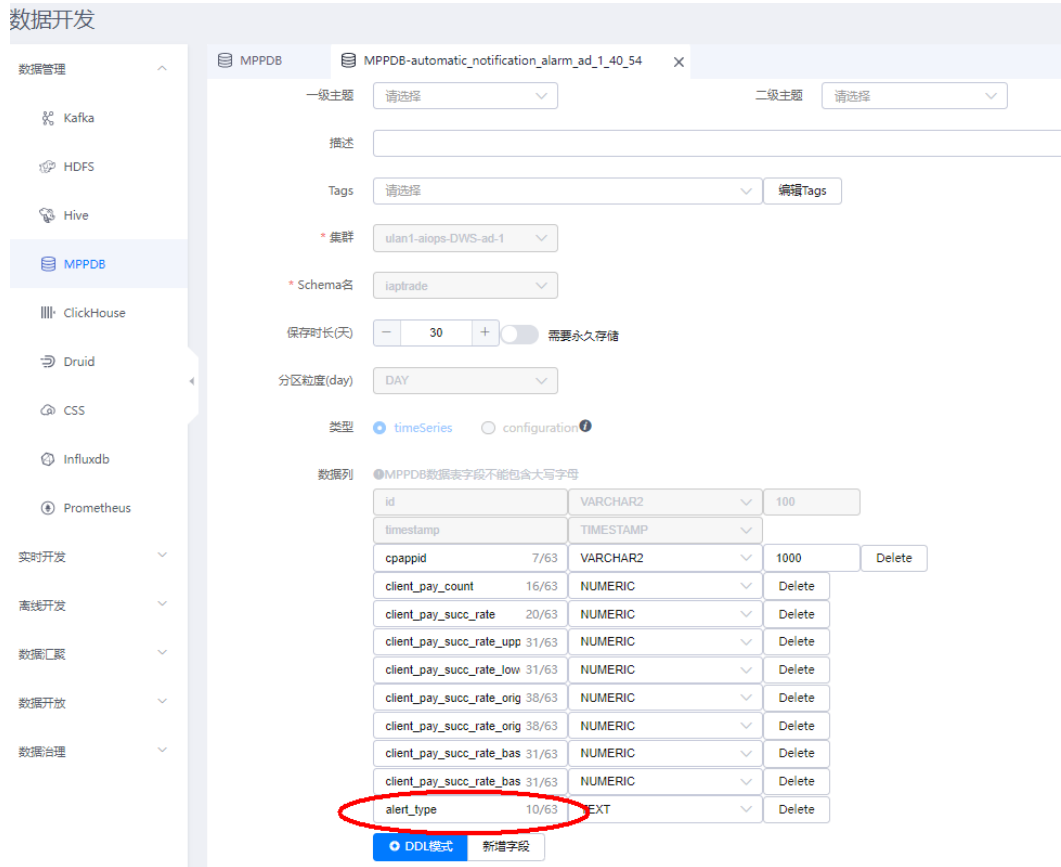 数据开发
数据管理
Kafka
HDFS
Hive
MPPDB
ClickHouse
Druid
CSS
Influxdb
Prometheus
实时开发
离线开发
数据汇聚
数据开放
数据治理
MPPDB MPPDB-automatic_notification_alarm_ad_1_40_54
一级主题 请选择 二级主题 请选择
描述
Tags 请选择 编辑Tags
* 集群 ulan1-aiops-DWS-ad-1
* Schema名 iaptrade
保存时长(天) − 30 + 需要永久存储
分区粒度(day) DAY
类型 timeSeries configuration
数据列 MPPDB数据表字段不能包含大写字母
id VARCHAR2 100
timestamp TIMESTAMP
cpappid 7/63 VARCHAR2 1000 Delete
client_pay_count 16/63 NUMERIC Delete
client_pay_succ_rate 20/63 NUMERIC Delete
client_pay_succ_rate_upp 31/63 NUMERIC Delete
client_pay_succ_rate_low 31/63 NUMERIC Delete
client_pay_succ_rate_orig 38/63 NUMERIC Delete
client_pay_succ_rate_orig 38/63 NUMERIC Delete
client_pay_succ_rate_bas 31/63 NUMERIC Delete
client_pay_succ_rate_bas 31/63 NUMERIC Delete
alert_type 10/63 TEXT Delete
DDL模式 新增字段